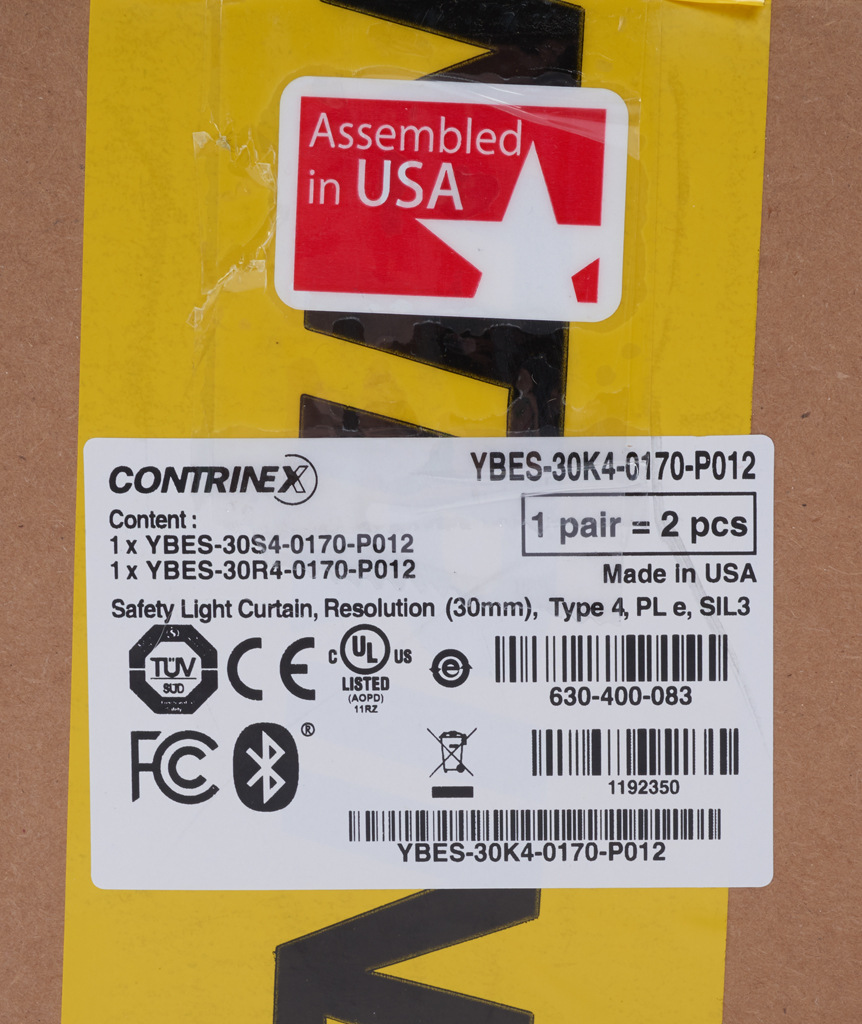 Assembled
in USA
CONTRINEX
YBES-30K4-0170-P012
Content :
1 x YBES-30S4-0170-P012
1 x YBES-30R4-0170-P012
1 pair = 2 pcs
Made in USA
Safety Light Curtain, Resolution (30mm), Type 4, PL e, SIL3
TÜV
SÜD
CE
C UL US
LISTED
(AOPD)
11RZ
e
630-400-083
FC
®
1192350
YBES-30K4-0170-P012